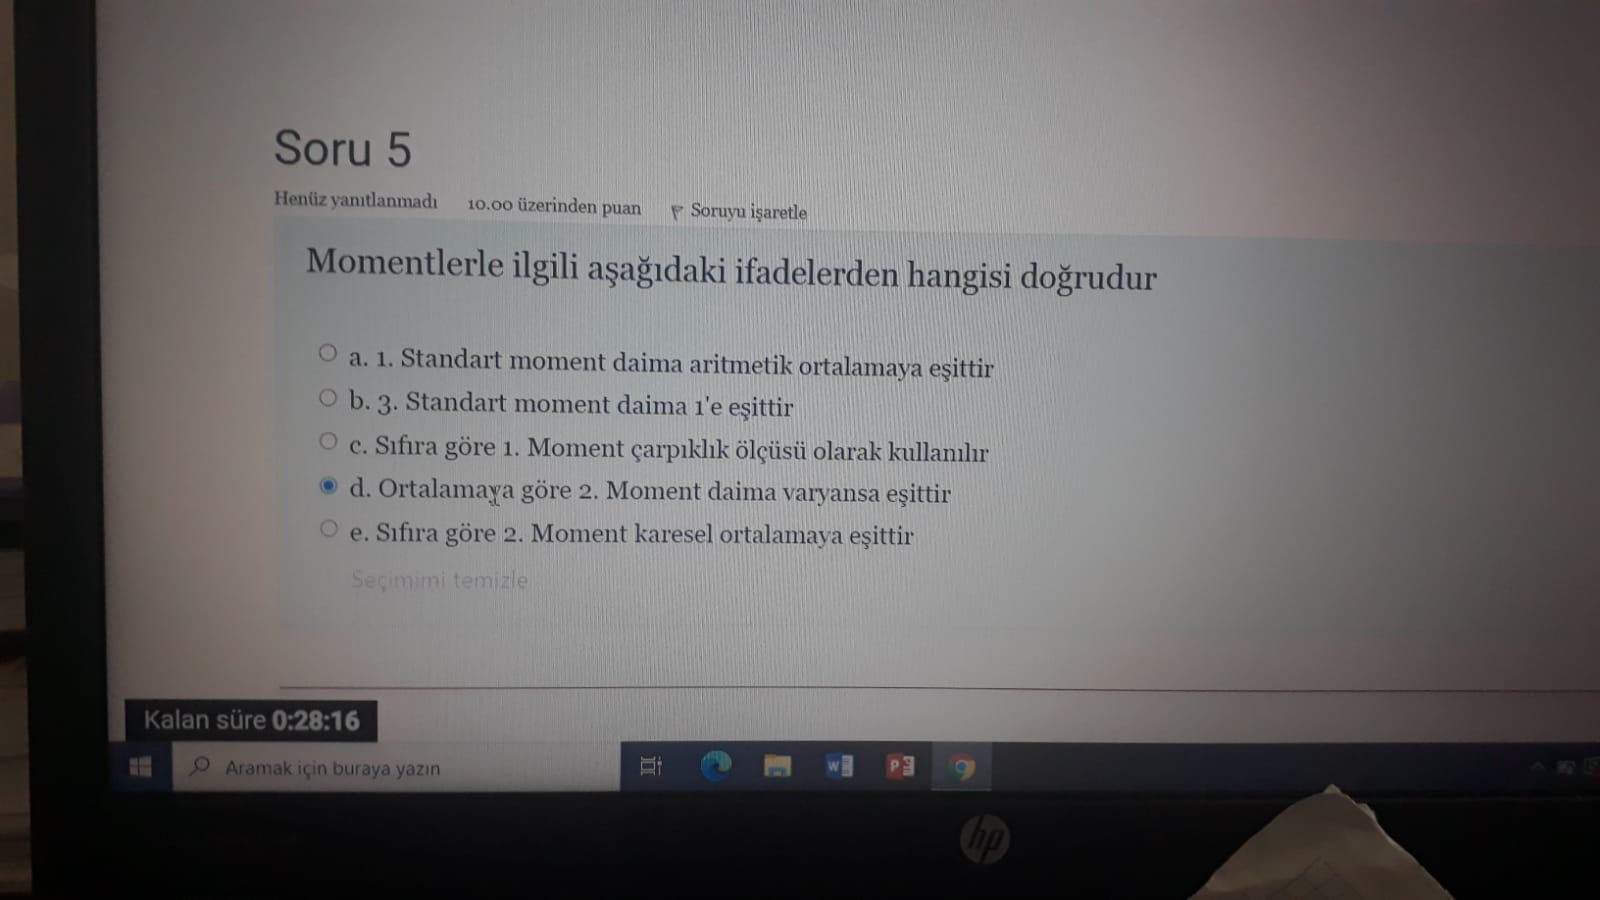 Soru 5
Henüz yanıtlanmadı 10.00 üzerinden puan Soruyu işaretle
Momentlerle ilgili aşağıdaki ifadelerden hangisi doğrudur
a. 1. Standart moment daima aritmetik ortalamaya eşittir
b. 3. Standart moment daima 1'e eşittir
c. Sıfıra göre 1. Moment çarpıklık ölçüsü olarak kullanılır
d. Ortalamaya göre 2. Moment daima varyansa eşittir
e. Sıfıra göre 2. Moment karesel ortalamaya eşittir
Seçimimi temizle
Kalan süre 0:28:16
Aramak için buraya yazın
hp